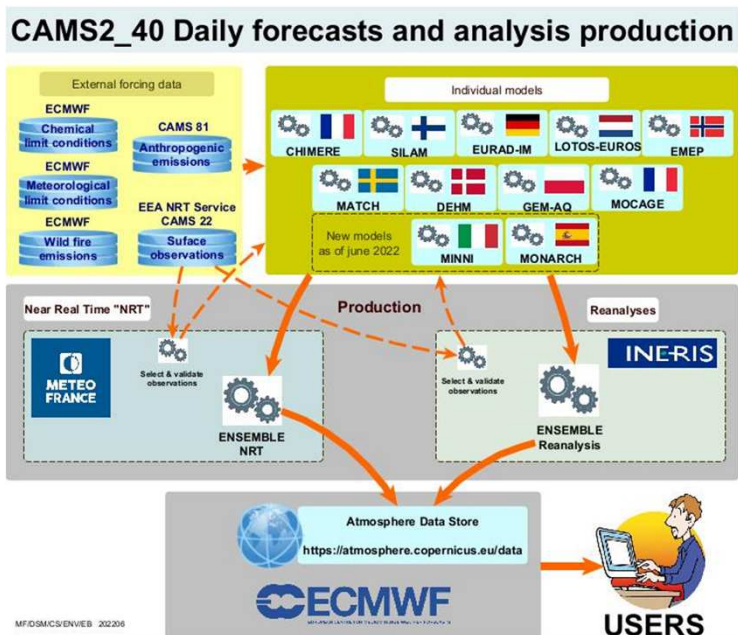 CAMS2_40 Daily forecasts and analysis production
External forcing data
ECMWF
Chemical
limit conditions
ECMWF
Meteorological
limit conditions
ECMWF
Wild fire
emissions
CAMS 81
Anthropogenic
emissions
EEA NRT Service
CAMS 22
Suface
observations
Individual models
CHIMERE
SILAM
EURAD-IM
LOTOS-EUROS
EMEP
MATCH
DEHM
GEM-AQ
MOCAGE
New models
as of june 2022
MINNI
MONARCH
Near Real Time "NRT"
Production
Reanalyses
METEO
FRANCE
Select & validate
observations
ENSEMBLE
NRT
Select & validate
observations
INERIS
ENSEMBLE
Reanalysis
Atmosphere Data Store
https://atmosphere.copernicus.eu/data
ECMWF
USERS
MF/DSM/CS/ENV/EB 202206